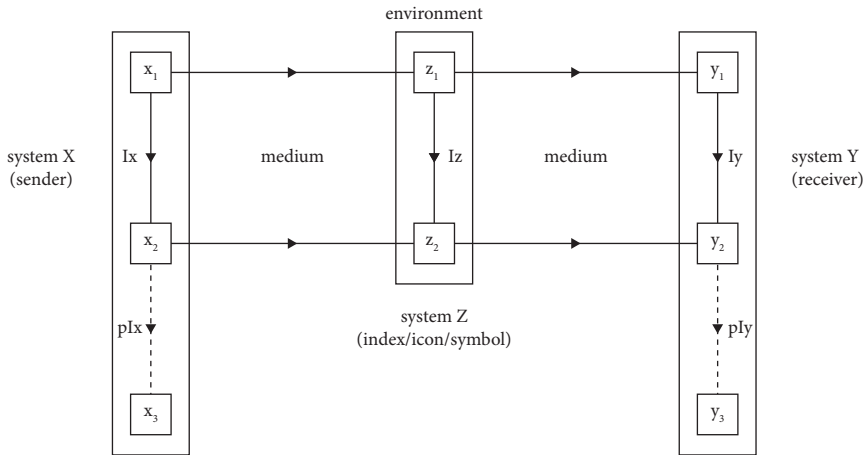 environment
x₁
z₁
y₁
system X
(sender)
Ix
medium
Iz
medium
Iy
system Y
(receiver)
x₂
z₂
y₂
system Z
(index/icon/symbol)
pIx
pIy
x₃
y₃